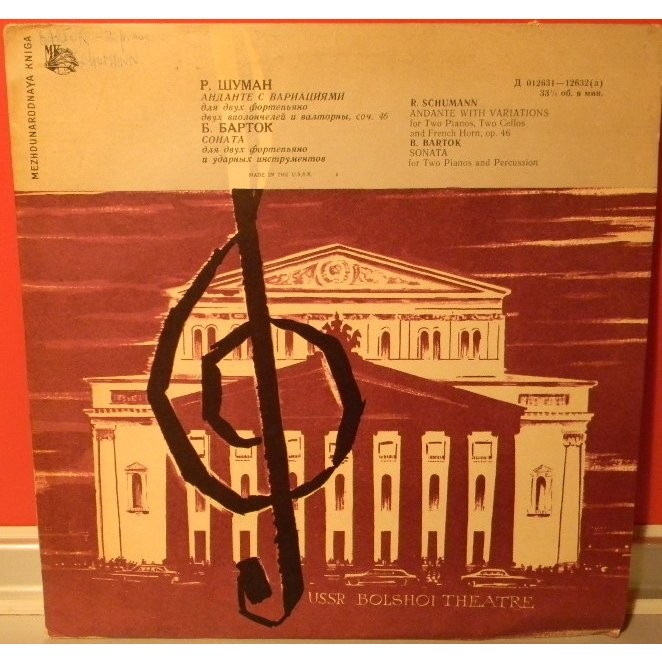 MEZHDUNARODNAYA KNIGA
МК
Р. ШУМАН
АНДАНТЕ С ВАРИАЦИЯМИ
для двух фортепьяно
двух виолончелей и валторны, соч. 46
Б. БАРТОК
СОНАТА
для двух фортепьяно
и ударных инструментов
MADE IN THE U.S.S.R.
Д 012631—12632(а)
33⅓ об. в мин.
R. SCHUMANN
ANDANTE WITH VARIATIONS
for Two Pianos, Two Cellos
and French Horn, op. 46
B. BARTOK
SONATA
for Two Pianos and Percussion
USSR BOLSHOI THEATRE